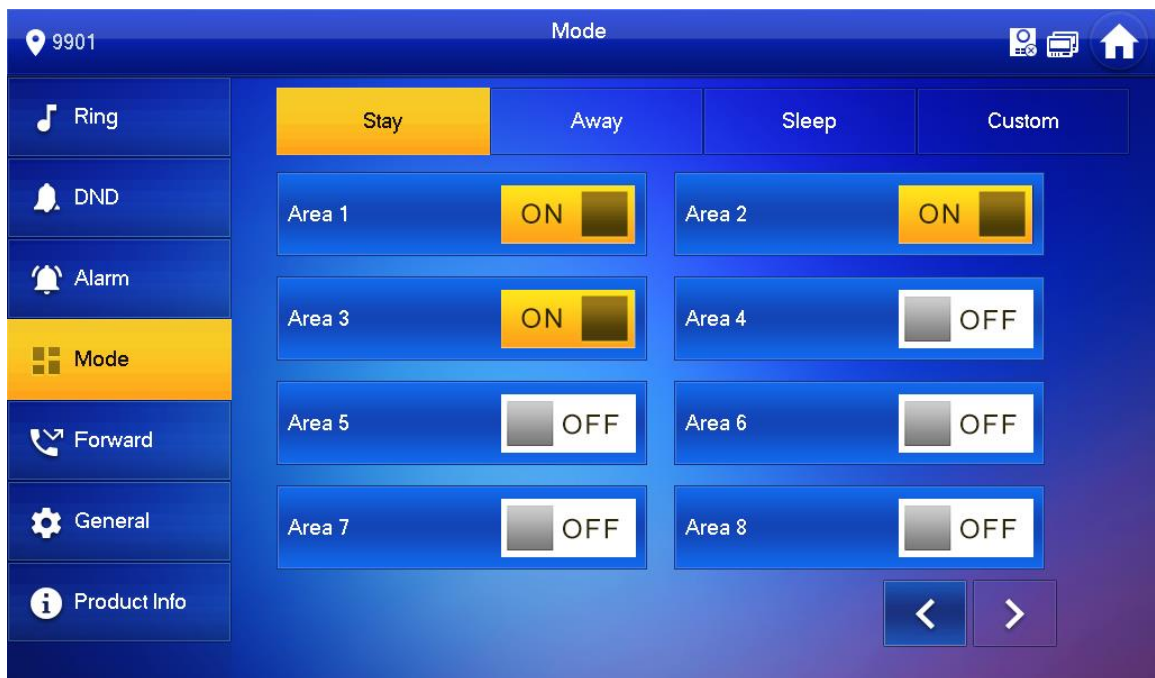 9901
Mode
Ring
DND
Alarm
Mode
Forward
General
Product Info
Stay Away Sleep Custom
Area 1 ON Area 2 ON
Area 3 ON Area 4 OFF
Area 5 OFF Area 6 OFF
Area 7 OFF Area 8 OFF